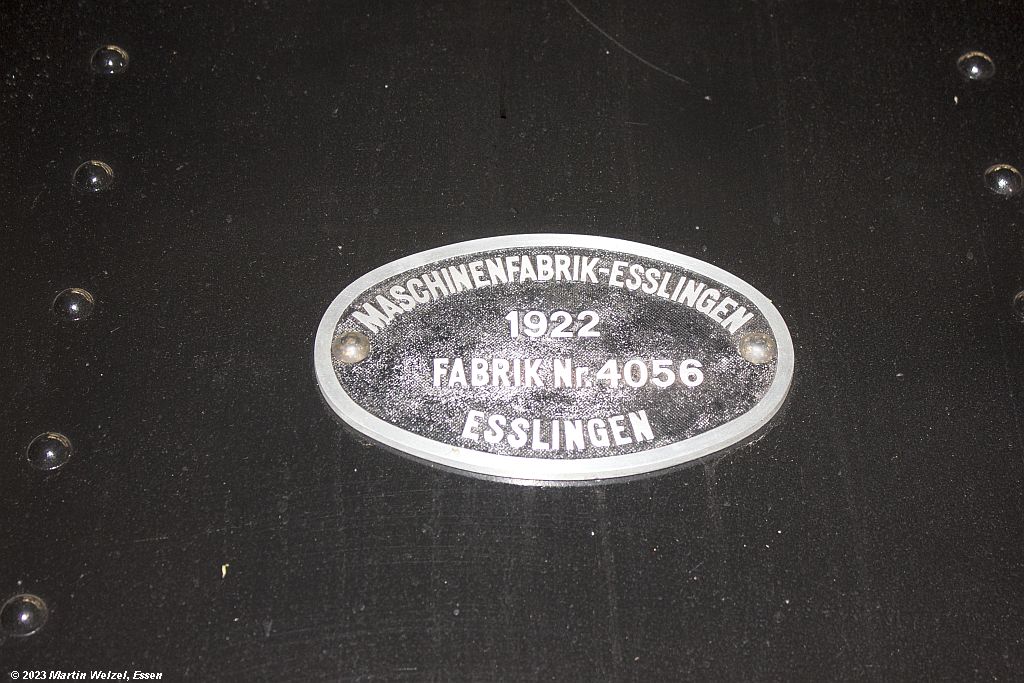 MASCHINENFABRIK-ESSLINGEN
1922
FABRIK Nr. 4056
ESSLINGEN
© 2023 Martin Welzel, Essen